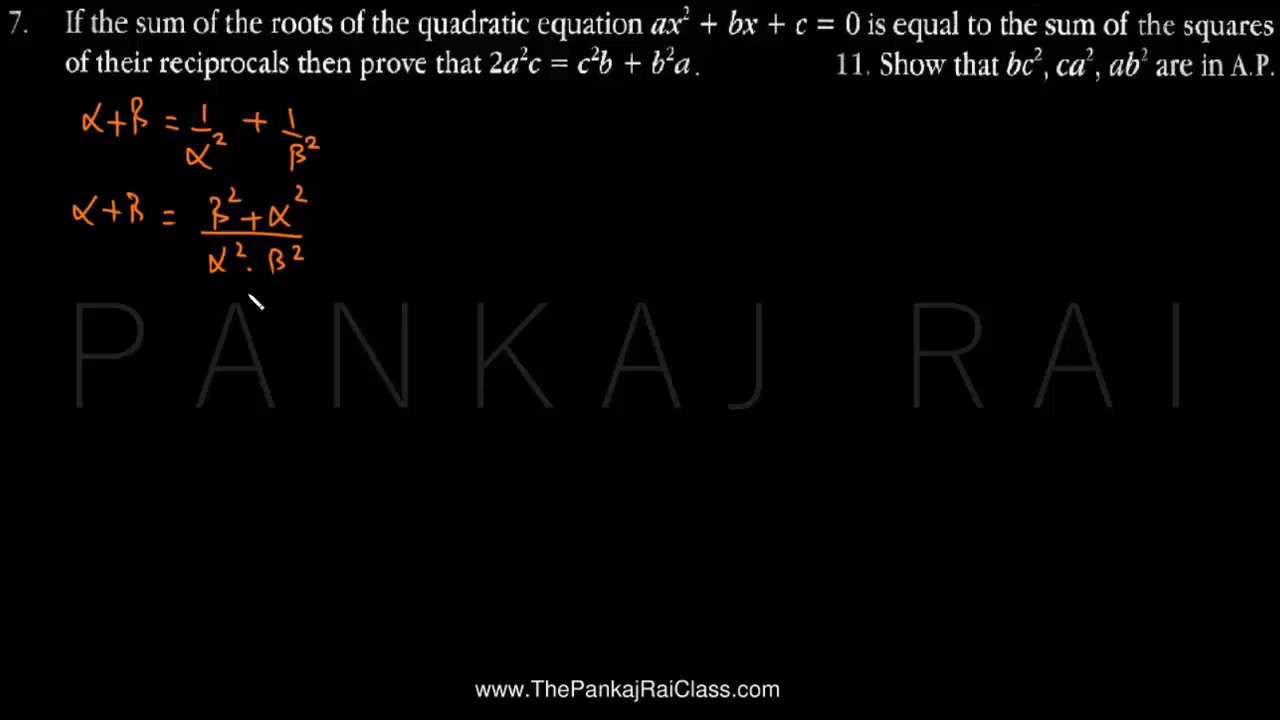 7. If the sum of the roots of the quadratic equation ax² + bx + c = 0 is equal to the sum of the squares
of their reciprocals then prove that 2a²c = c²b + b²a. 11. Show that bc², ca², ab² are in A.P.
α+β = 1/α² + 1/β²
α+β = β²+α² / α².β²
PANKAJ RAI
www.ThePankajRaiClass.com